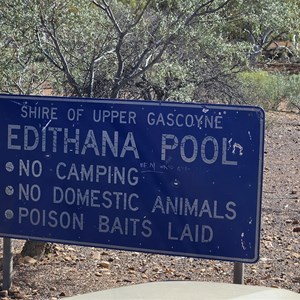 SHIRE OF UPPER GASCOYNE
EDITHANA POOL
• NO CAMPING
• NO DOMESTIC ANIMALS
• POISON BAITS LAID